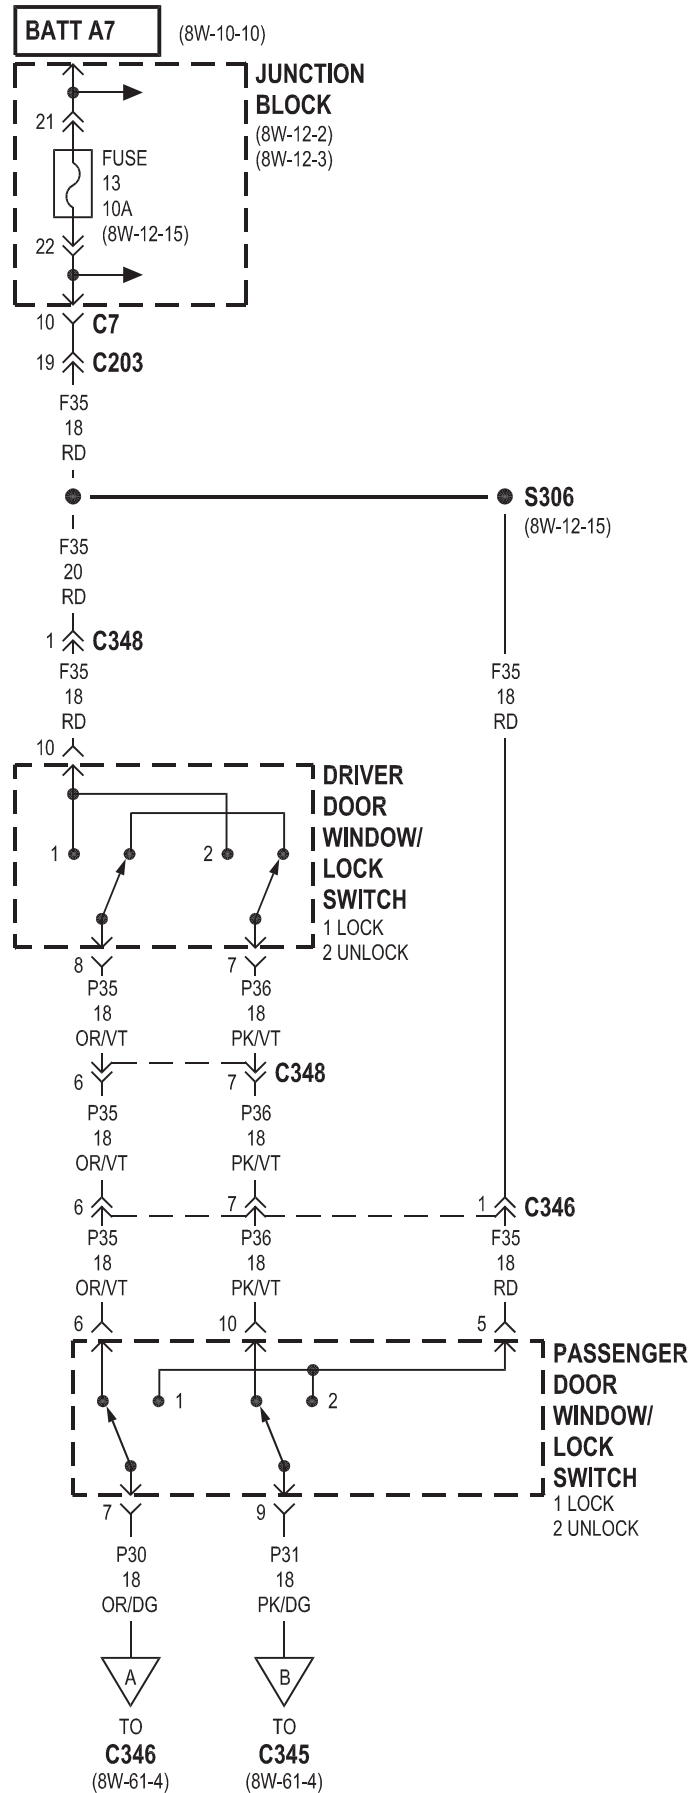 BATT A7
(8W-10-10)
JUNCTION
BLOCK
(8W-12-2)
(8W-12-3)
21
FUSE
13
10A
(8W-12-15)
22
10 C7
19 C203
F35
18
RD
S306
(8W-12-15)
F35
20
RD
1 C348
F35
18
RD
F35
18
RD
10
DRIVER
DOOR
WINDOW/
LOCK
SWITCH
1 LOCK
2 UNLOCK
1
2
8
7
P35
18
OR/VT
P36
18
PK/VT
6
7
C348
P35
18
OR/VT
P36
18
PK/VT
6
7
1
C346
P35
18
OR/VT
P36
18
PK/VT
F35
18
RD
6
10
5
PASSENGER
DOOR
WINDOW/
LOCK
SWITCH
1 LOCK
2 UNLOCK
1
2
7
9
P30
18
OR/DG
P31
18
PK/DG
A
B
TO
C346
(8W-61-4)
TO
C345
(8W-61-4)